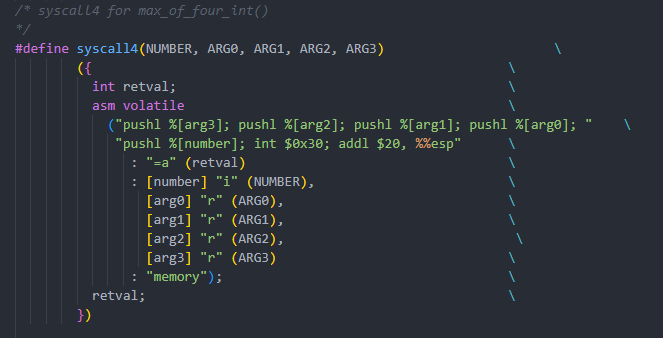 /* syscall4 for max_of_four_int()
*/
#define syscall4(NUMBER, ARG0, ARG1, ARG2, ARG3) \
({ \
int retval; \
asm volatile \
("pushl %[arg3]; pushl %[arg2]; pushl %[arg1]; pushl %[arg0]; " \
"pushl %[number]; int $0x30; addl $20, %%esp" \
: "=a" (retval) \
: [number] "i" (NUMBER), \
[arg0] "r" (ARG0), \
[arg1] "r" (ARG1), \
[arg2] "r" (ARG2), \
[arg3] "r" (ARG3) \
: "memory"); \
retval; \
})